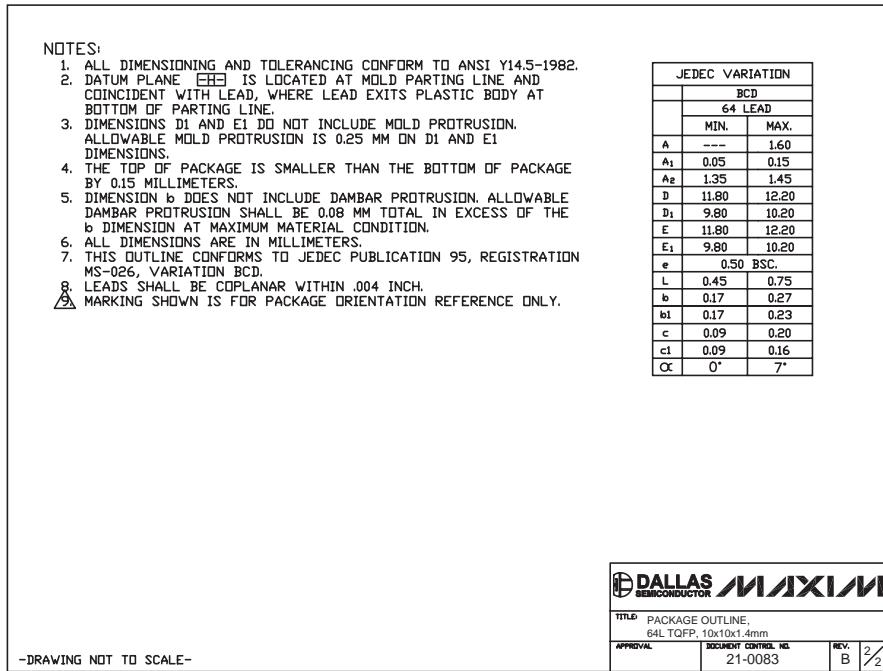 NOTES:
1. ALL DIMENSIONING AND TOLERANCING CONFORM TO ANSI Y14.5-1982.
2. DATUM PLANE -H- IS LOCATED AT MOLD PARTING LINE AND
COINCIDENT WITH LEAD, WHERE LEAD EXITS PLASTIC BODY AT
BOTTOM OF PARTING LINE.
3. DIMENSIONS D1 AND E1 DO NOT INCLUDE MOLD PROTRUSION.
ALLOWABLE MOLD PROTRUSION IS 0.25 MM ON D1 AND E1
DIMENSIONS.
4. THE TOP OF PACKAGE IS SMALLER THAN THE BOTTOM OF PACKAGE
BY 0.15 MILLIMETERS.
5. DIMENSION b DOES NOT INCLUDE DAMBAR PROTRUSION. ALLOWABLE
DAMBAR PROTRUSION SHALL BE 0.08 MM TOTAL IN EXCESS OF THE
b DIMENSION AT MAXIMUM MATERIAL CONDITION.
6. ALL DIMENSIONS ARE IN MILLIMETERS.
7. THIS OUTLINE CONFORMS TO JEDEC PUBLICATION 95, REGISTRATION
MS-026, VARIATION BCD.
8. LEADS SHALL BE COPLANAR WITHIN .004 INCH.
9. MARKING SHOWN IS FOR PACKAGE ORIENTATION REFERENCE ONLY.
JEDEC VARIATION
BCD
64 LEAD
MIN. MAX.
A --- 1.60
A1 0.05 0.15
A2 1.35 1.45
D 11.80 12.20
D1 9.80 10.20
E 11.80 12.20
E1 9.80 10.20
e 0.50 BSC.
L 0.45 0.75
b 0.17 0.27
b1 0.17 0.23
c 0.09 0.20
c1 0.09 0.16
α 0° 7°
-DRAWING NOT TO SCALE-
DALLAS SEMICONDUCTOR MAXIM
TITLE: PACKAGE OUTLINE,
64L TQFP, 10x10x1.4mm
APPROVAL DOCUMENT CONTROL NO. REV.
21-0083 B 2/2